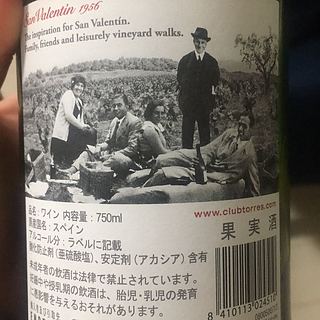 San Valentín 1956
The inspiration for San Valentín.
Family, friends and leisurely vineyard walks.
www.clubtorres.com
品名：ワイン 内容量：750ml
原産国名：スペイン
アルコール分：ラベルに記載
酸化防止剤（亜硫酸塩）、安定剤（アカシア）含有
果実酒
未成年者の飲酒は法律で禁止されています。
妊娠中や授乳期の飲酒は、胎児・乳児の発育
に悪影響を与えるおそれがあります。
8 410113 02451